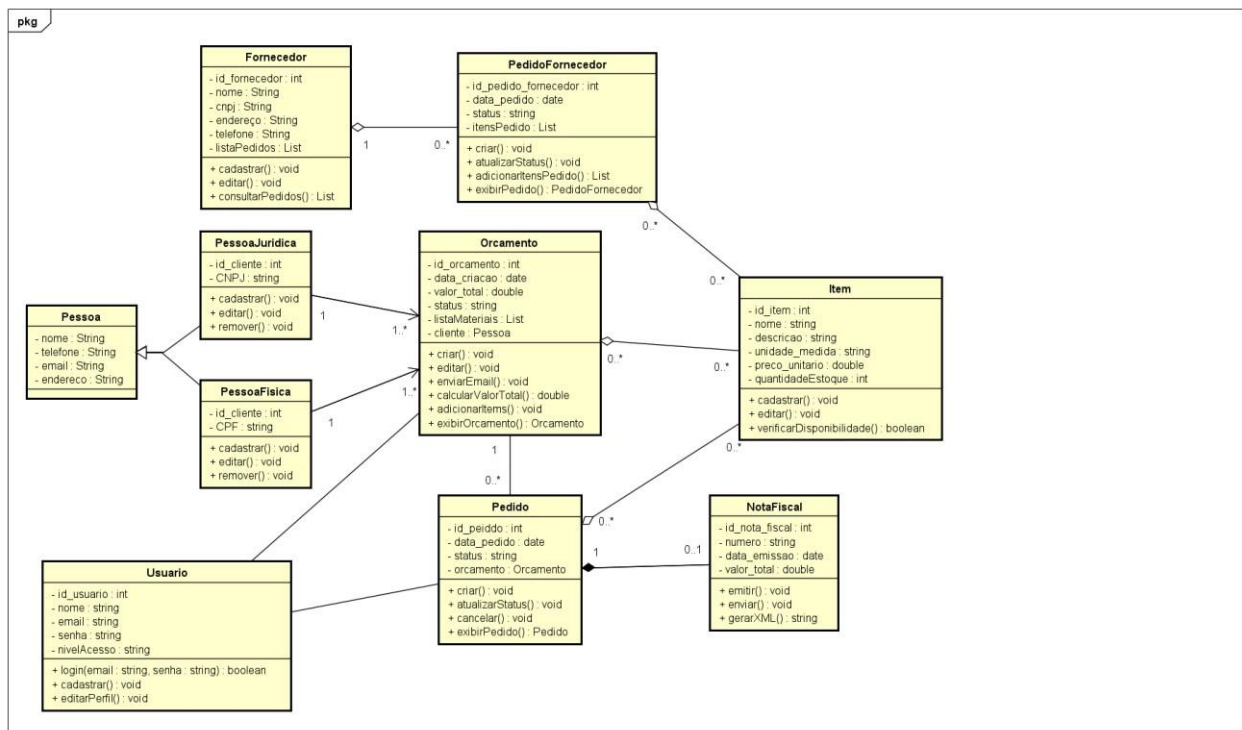 pkg
Fornecedor
- id_fornecedor : int
- nome : String
- cnpj : String
- endereço : String
- telefone : String
- listaPedidos : List
+ cadastrar() : void
+ editar() : void
+ consultarPedidos() : List
1
0..*
PedidoFornecedor
- id_pedido_fornecedor : int
- data_pedido : date
- status : string
- itensPedido : List
+ criar() : void
+ atualizarStatus() : void
+ adicionarItensPedido() : List
+ exibirPedido() : PedidoFornecedor
0..*
0..*
PessoaJuridica
- id_cliente : int
- CNPJ : string
+ cadastrar() : void
+ editar() : void
+ remover() : void
1
1..*
Orcamento
- id_orcamento : int
- data_criacao : date
- valor_total : double
- status : string
- listaMateriais : List
- cliente : Pessoa
+ criar() : void
+ editar() : void
+ enviarEmail() : void
+ calcularValorTotal() : double
+ adicionarItems() : void
+ exibirOrcamento() : Orcamento
0..*
0..*
Item
- id_item : int
- nome : string
- descricao : string
- unidade_medida : string
- preco_unitario : double
- quantidadeEstoque : int
+ cadastrar() : void
+ editar() : void
+ verificarDisponibilidade() : boolean
0..*
Pessoa
- nome : String
- telefone : String
- email : String
- endereco : String
PessoaFisica
- id_cliente : int
- CPF : string
+ cadastrar() : void
+ editar() : void
+ remover() : void
1
1..*
1
0..*
Pedido
- id_peiddo : int
- data_pedido : date
- status : string
- orcamento : Orcamento
+ criar() : void
+ atualizarStatus() : void
+ cancelar() : void
+ exibirPedido() : Pedido
0..*
1
0..1
NotaFiscal
- id_nota_fiscal : int
- numero : string
- data_emissao : date
- valor_total : double
+ emitir() : void
+ enviar() : void
+ gerarXML() : string
Usuario
- id_usuario : int
- nome : string
- email : string
- senha : string
- nivelAcesso : string
+ login(email : string, senha : string) : boolean
+ cadastrar() : void
+ editarPerfil() : void